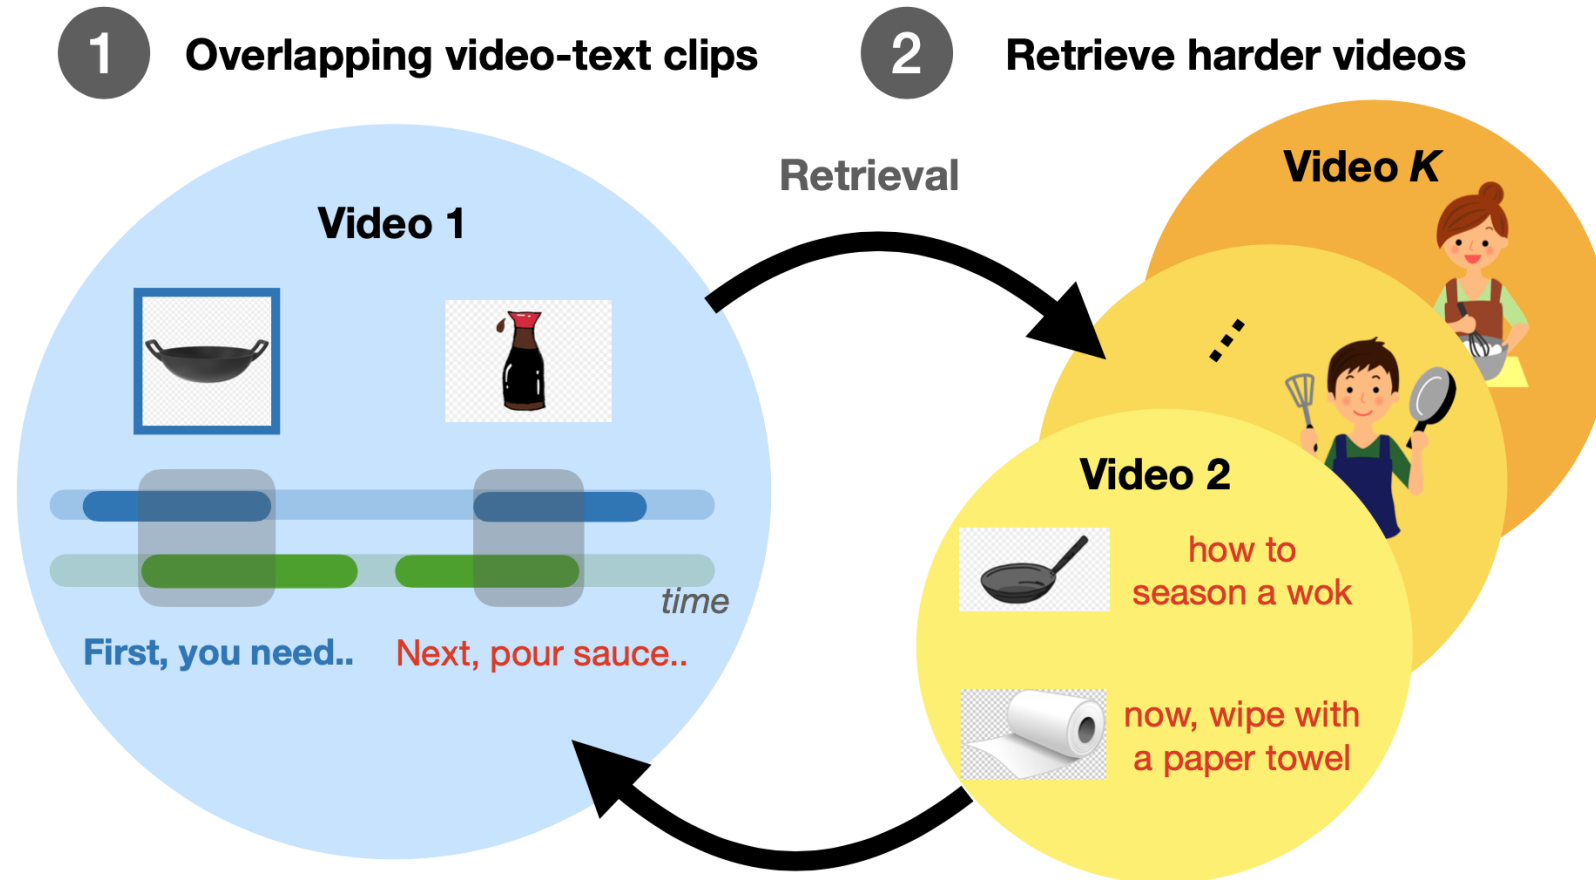 1 Overlapping video-text clips
2 Retrieve harder videos
Video 1
Retrieval
Video K
time
First, you need..
Next, pour sauce..
Video 2
how to
season a wok
now, wipe with
a paper towel